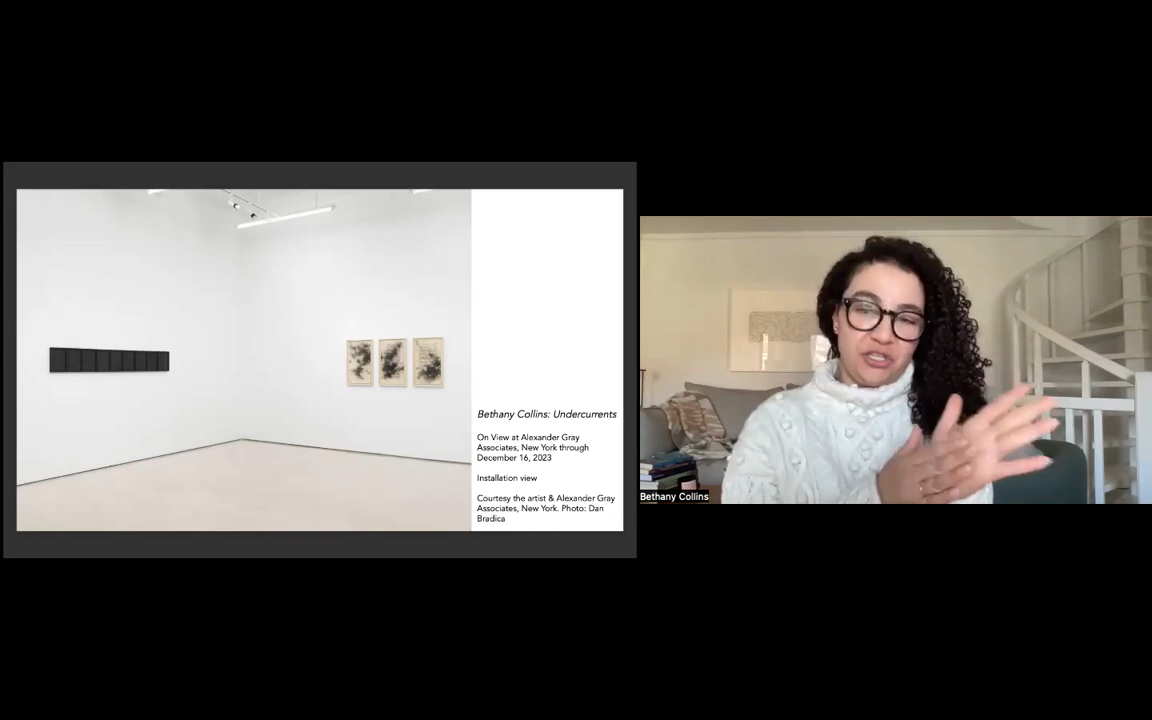 Bethany Collins: Undercurrents
On View at Alexander Gray
Associates, New York through
December 16, 2023
Installation view
Courtesy the artist & Alexander Gray
Associates, New York. Photo: Dan
Bradica
Bethany Collins